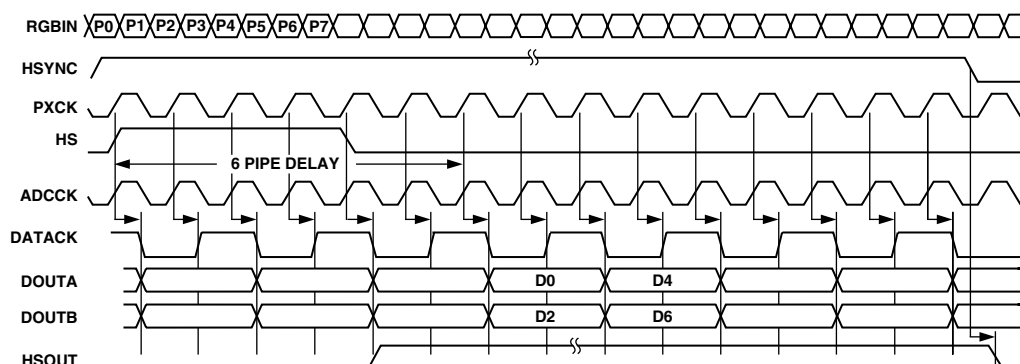 RGBIN P0 P1 P2 P3 P4 P5 P6 P7
HSYNC
PXCK
HS
6 PIPE DELAY
ADCCK
DATACK
DOUTA D0 D4
DOUTB D2 D6
HSOUT